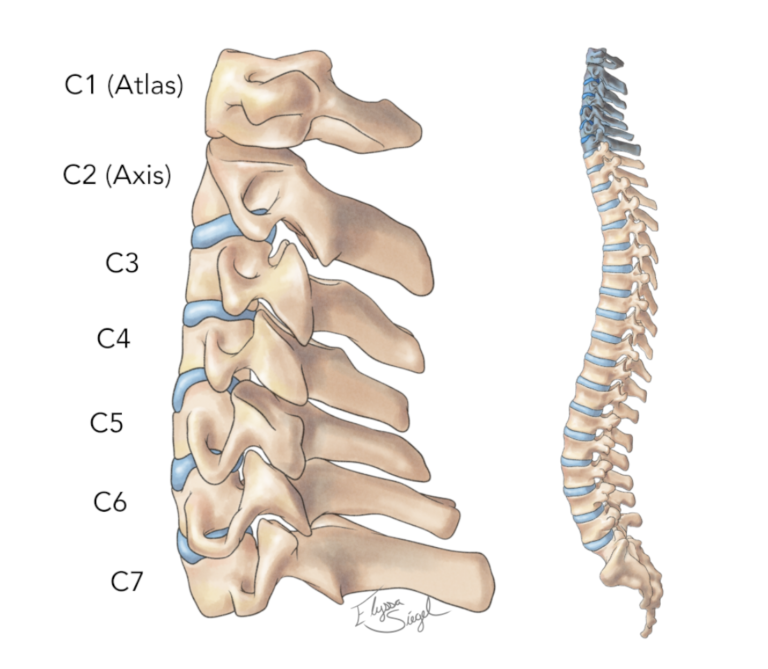 C1 (Atlas)
C2 (Axis)
C3
C4
C5
C6
C7
Elyssa
Siegel